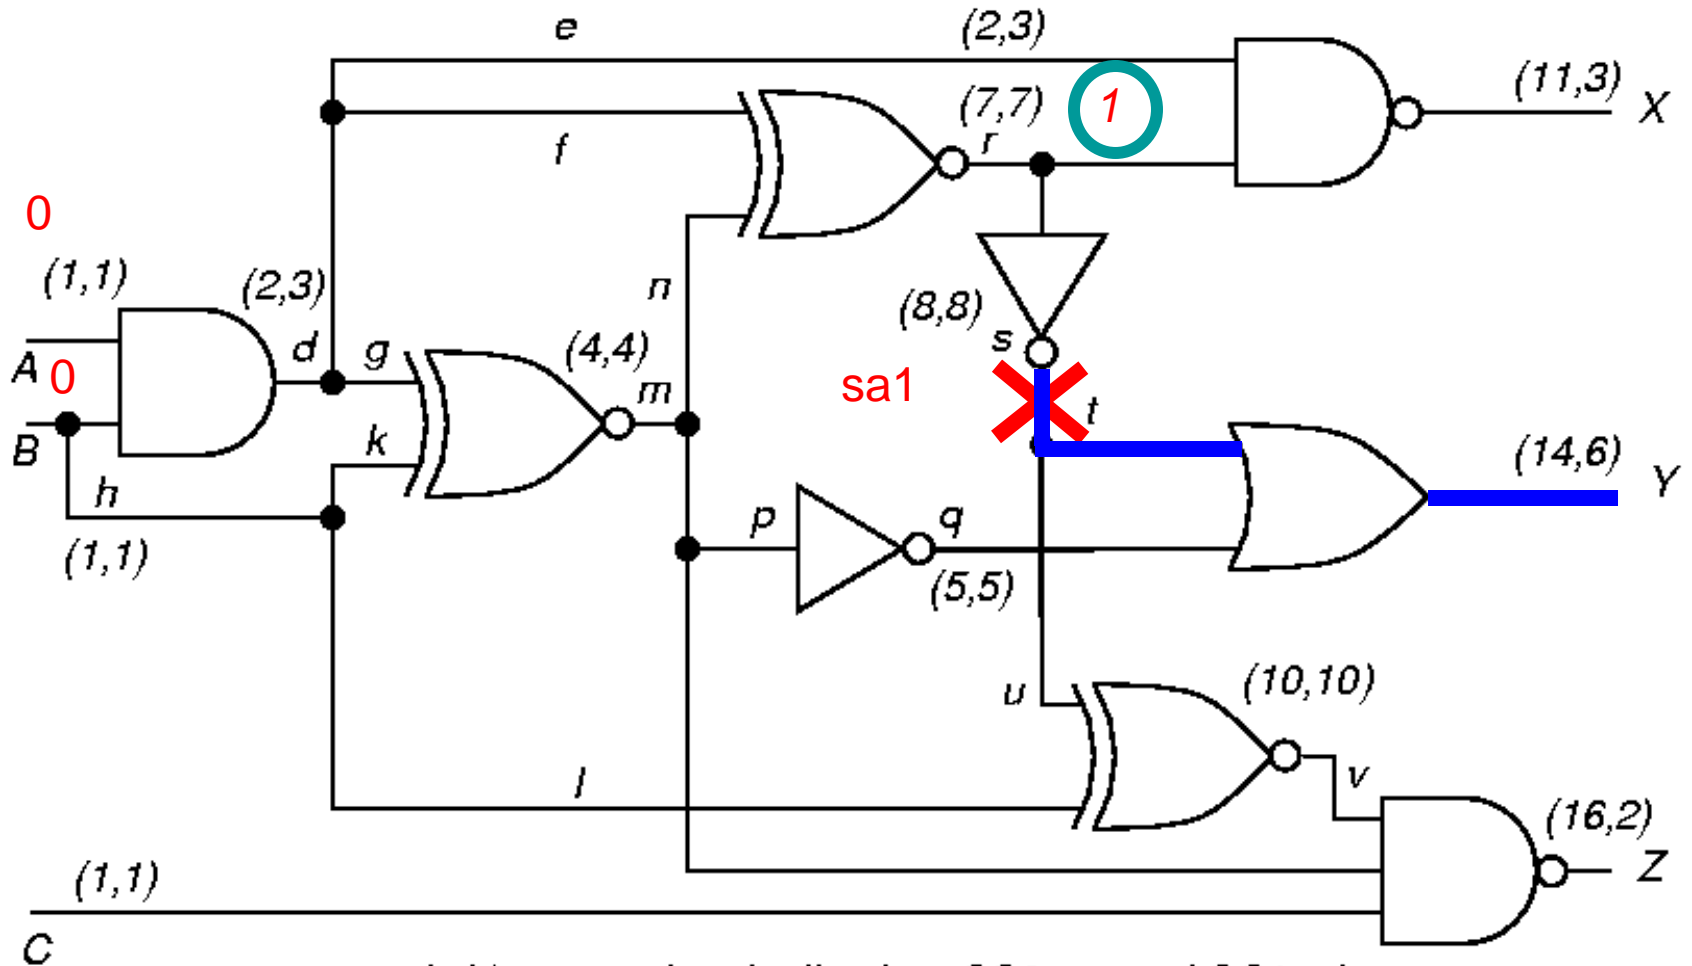 e (2,3)
(11,3) X
(7,7) 1
r
f
0
(1,1) (2,3)
n
(8,8) s
d g (4,4)
A 0 m
sa1 t
B k
(14,6) Y
h
p q
(1,1)
(5,5)
u (10,10)
l v
(16,2)
Z
(1,1)
C